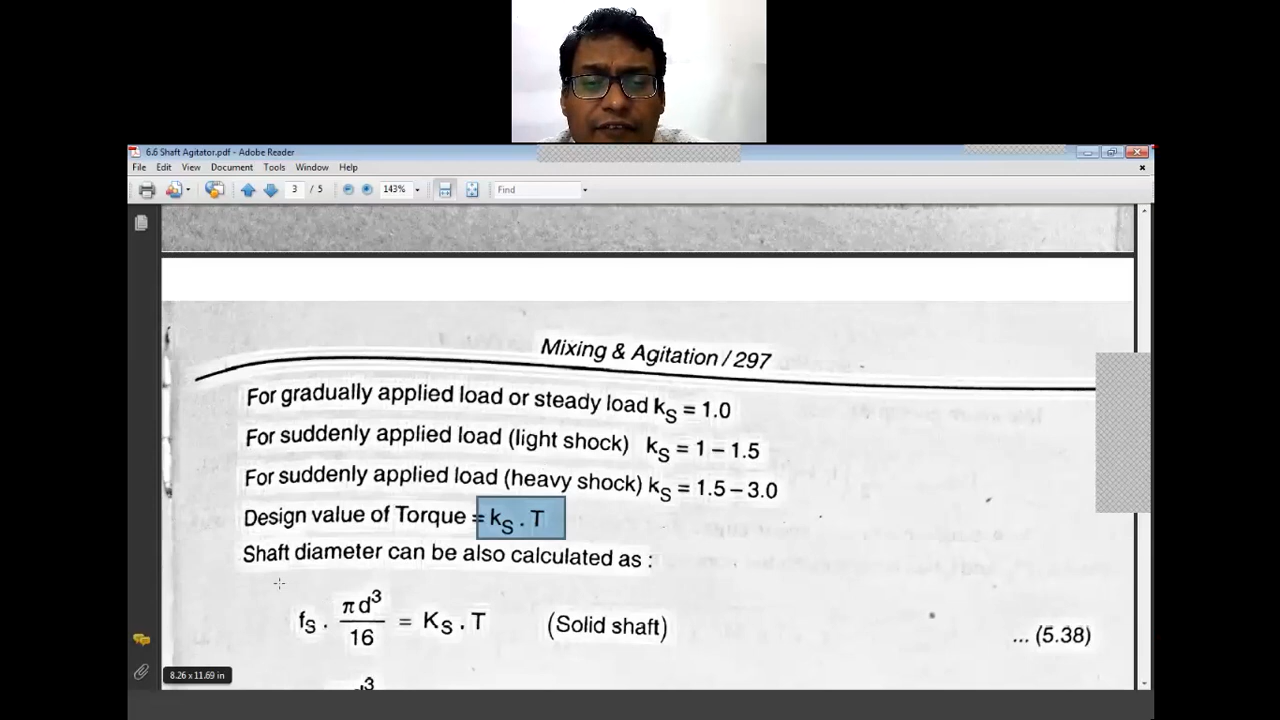 6.6 Shaft Agitator.pdf - Adobe Reader
File Edit View Document Tools Window Help
3 / 5 143% Find
Mixing & Agitation / 297
For gradually applied load or steady load kS = 1.0
For suddenly applied load (light shock) kS = 1 – 1.5
For suddenly applied load (heavy shock) kS = 1.5 – 3.0
Design value of Torque = kS . T
Shaft diameter can be also calculated as :
fS . πd³/16 = KS . T (Solid shaft) ... (5.38)
8.26 x 11.69 in